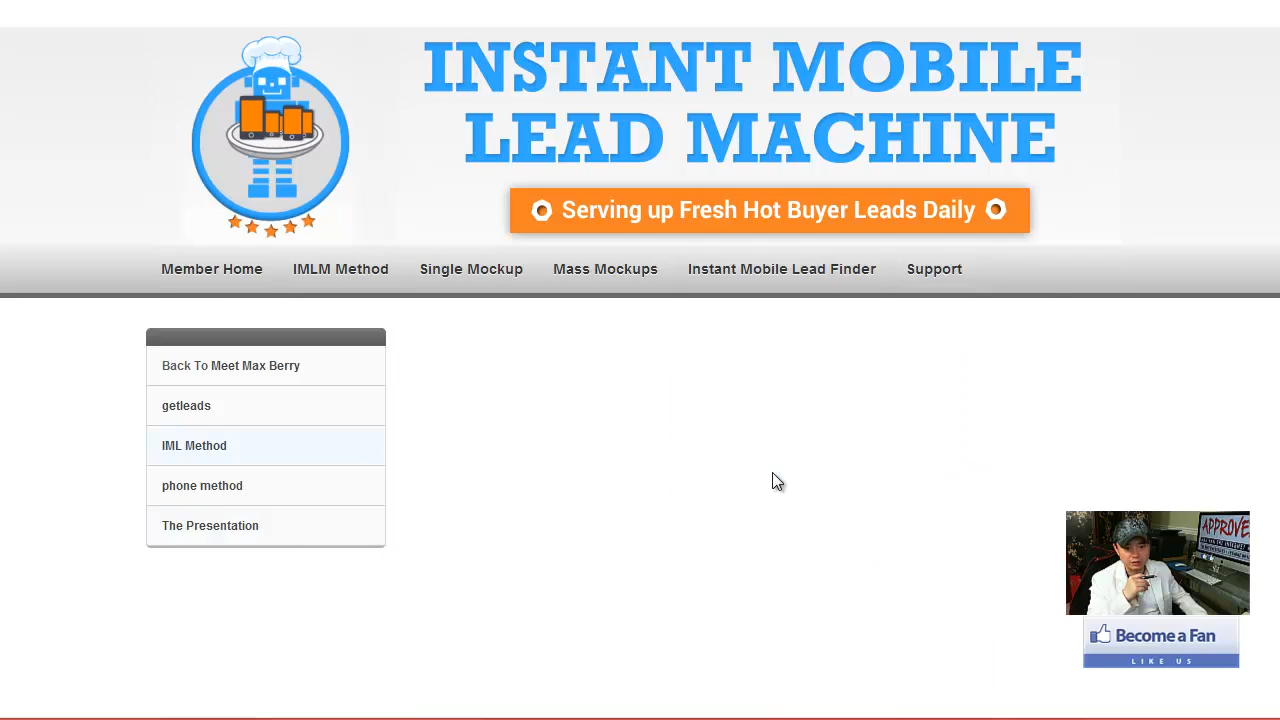 INSTANT MOBILE
LEAD MACHINE
Serving up Fresh Hot Buyer Leads Daily
Member Home IMLM Method Single Mockup Mass Mockups Instant Mobile Lead Finder Support
Back To Meet Max Berry
getleads
IML Method
phone method
The Presentation
APPROVE
Become a Fan
LIKE US